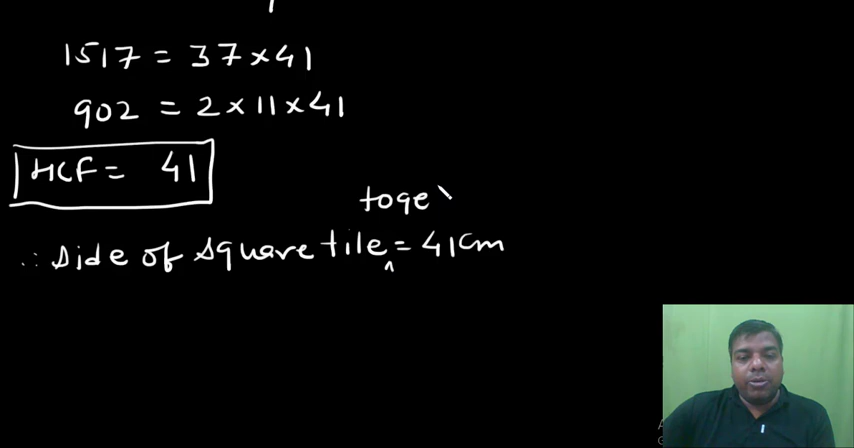 1517 = 37 × 41
902 = 2 × 11 × 41
HCF = 41
toge
∴ Side of square tile ^ = 41cm